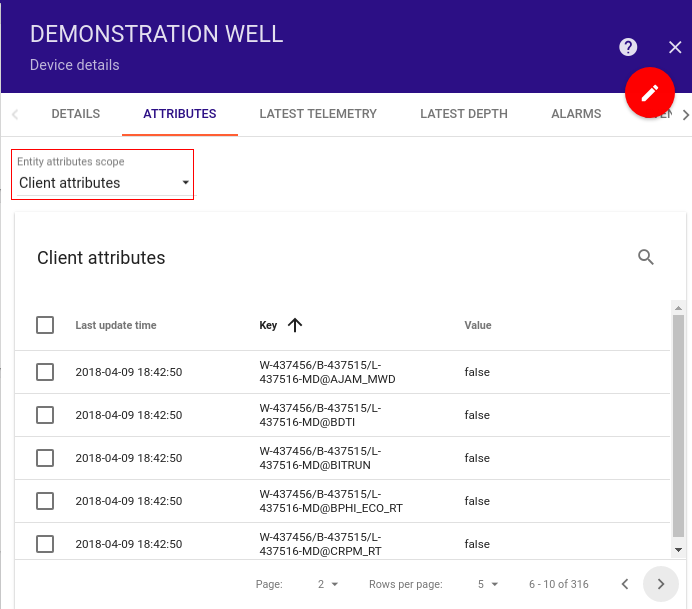 DEMONSTRATION WELL
Device details
?
DETAILS ATTRIBUTES LATEST TELEMETRY LATEST DEPTH ALARMS
Entity attributes scope
Client attributes
Client attributes
Last update time Key Value
2018-04-09 18:42:50 W-437456/B-437515/L-
437516-MD@AJAM_MWD false
2018-04-09 18:42:50 W-437456/B-437515/L-
437516-MD@BDTI false
2018-04-09 18:42:50 W-437456/B-437515/L-
437516-MD@BITRUN false
2018-04-09 18:42:50 W-437456/B-437515/L-
437516-MD@BPHI_ECO_RT false
2018-04-09 18:42:50 W-437456/B-437515/L-
437516-MD@CRPM_RT false
Page: 2 Rows per page: 5 6 - 10 of 316